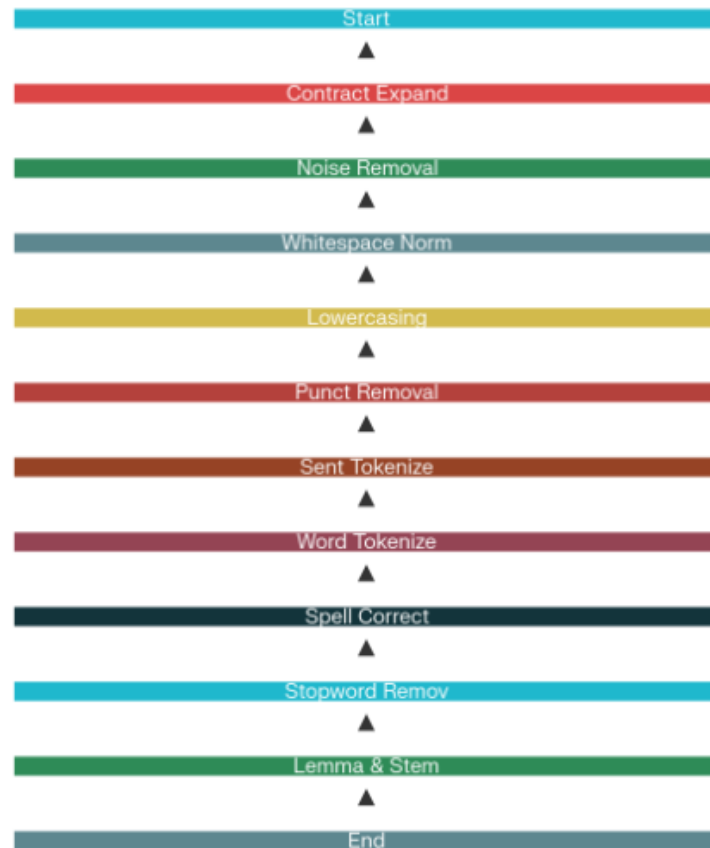 Start
Contract Expand
Noise Removal
Whitespace Norm
Lowercasing
Punct Removal
Sent Tokenize
Word Tokenize
Spell Correct
Stopword Remov
Lemma & Stem
End